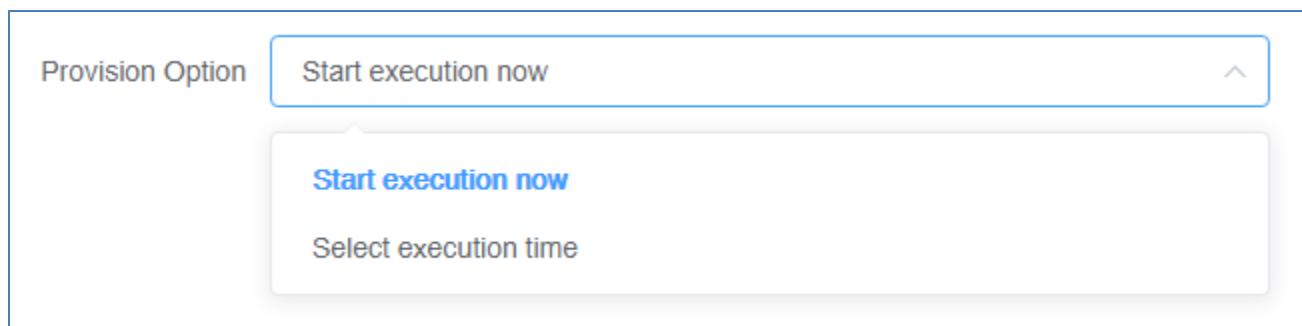 Provision Option Start execution now
Start execution now
Select execution time